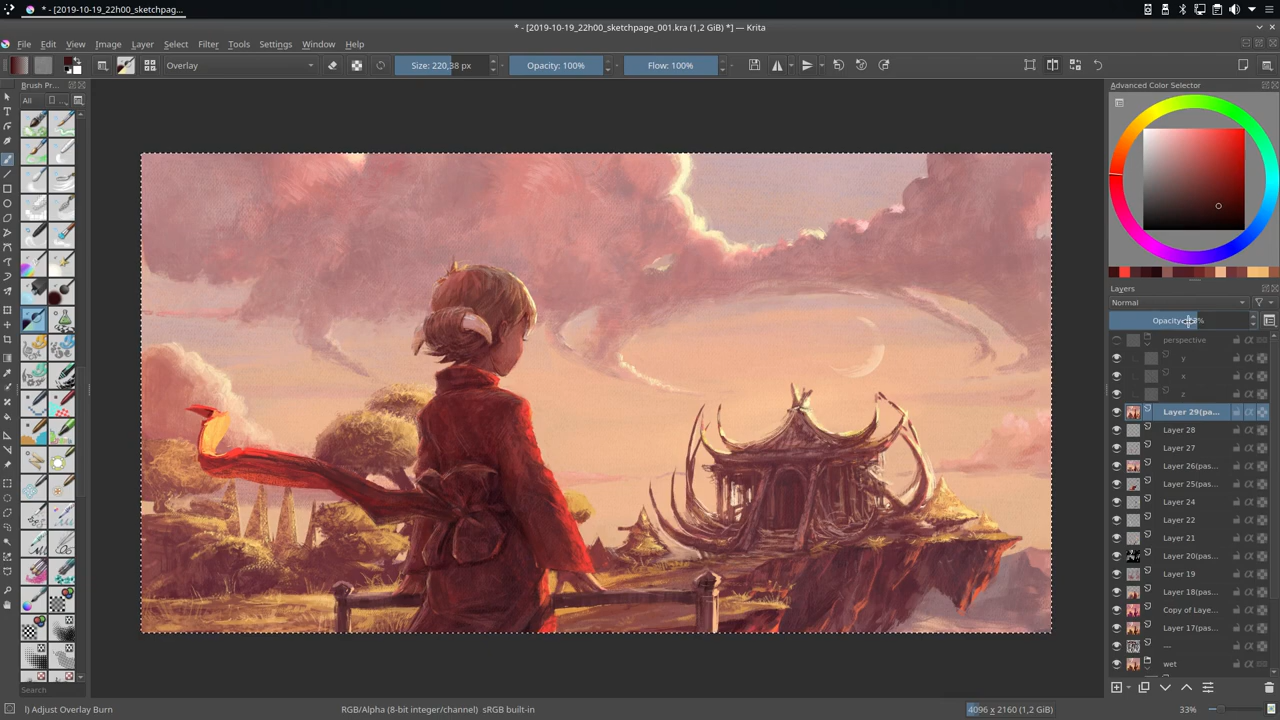 * - [2019-10-19_22h00_sketchpag...
* - [2019-10-19_22h00_sketchpage_001.kra (1,2 GiB) *] — Krita
File Edit View Image Layer Select Filter Tools Settings Window Help
Overlay Size: 220,38 px Opacity: 100% Flow: 100%
Brush Pr...
All
Search
Advanced Color Selector
Layers
Normal
Opacity:
perspective
y
x
z
Layer 29(pa...
Layer 28
Layer 27
Layer 26(pas...
Layer 25(pas...
Layer 24
Layer 22
Layer 21
Layer 20(pas...
Layer 19
Layer 18(pas...
Copy of Laye...
Layer 17(pas...
---
wet
l) Adjust Overlay Burn RGB/Alpha (8-bit integer/channel) sRGB built-in 4096 x 2160 (1,2 GiB) 33%